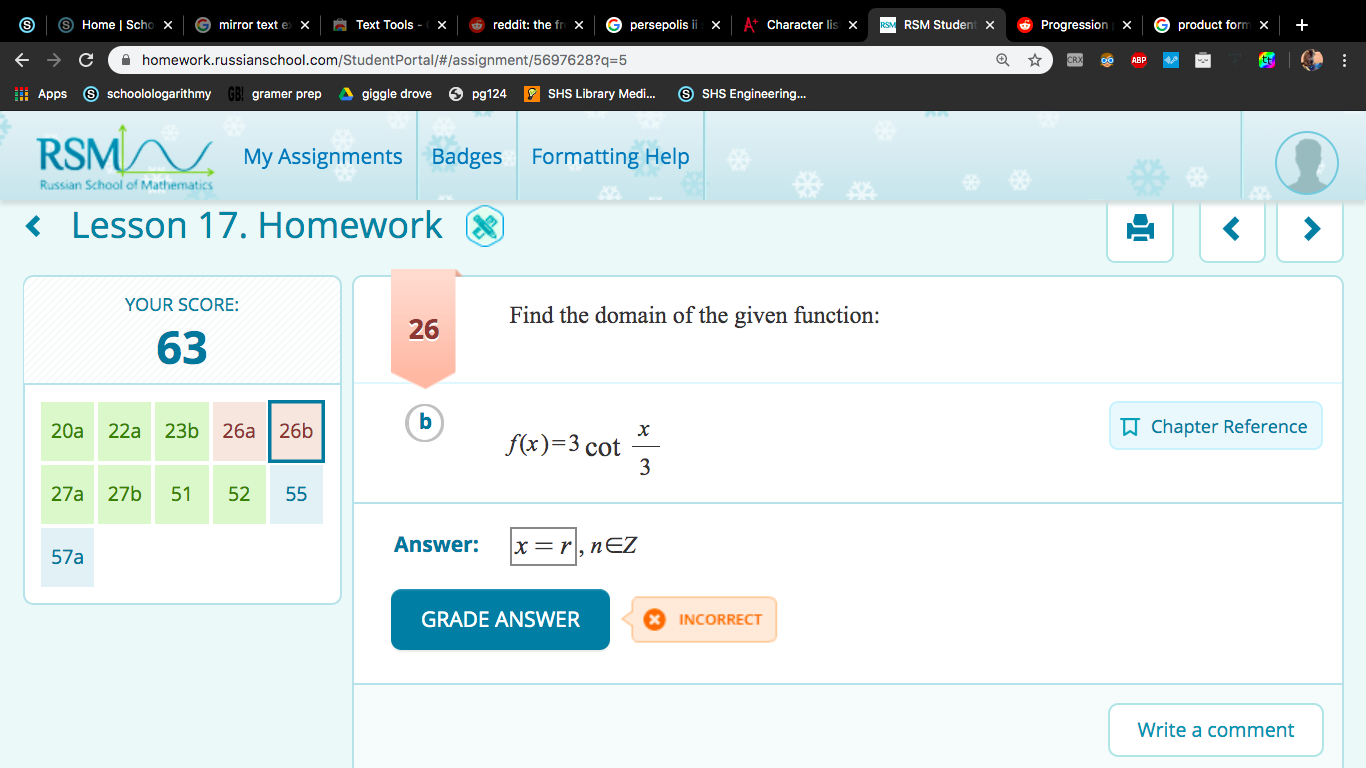 Home | Scho
mirror text e
Text Tools -
reddit: the fr
persepolis ii
Character lis
RSM Student
Progression
product form
homework.russianschool.com/StudentPortal/#/assignment/5697628?q=5
Apps
schoolologarithmy
gramer prep
giggle drove
pg124
SHS Library Medi...
SHS Engineering...
RSM
Russian School of Mathematics
My Assignments
Badges
Formatting Help
Lesson 17. Homework
YOUR SCORE:
63
20a 22a 23b 26a 26b
27a 27b 51 52 55
57a
26
Find the domain of the given function:
b
f(x)=3 cot x/3
Chapter Reference
Answer: x = r, n∈Z
GRADE ANSWER
INCORRECT
Write a comment